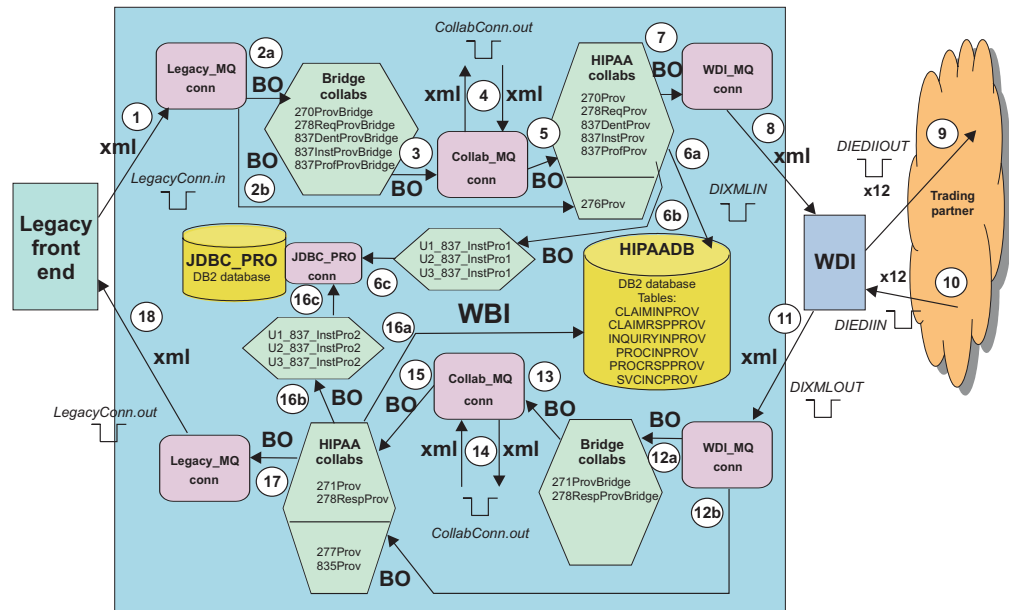 CollabConn.out
2a
Legacy_MQ
conn
BO
Bridge
collabs
270ProvBridge
278ReqProvBridge
837DentProvBridge
837InstProvBridge
837ProfProvBridge
xml
4
xml
7
HIPAA
collabs
BO
270Prov
278ReqProv
837DentProv
837InstProv
837ProfProv
276Prov
WDI_MQ
conn
1
xml
LegacyConn.in
BO
2b
3
BO
Collab_MQ
conn
5
BO
6a
6b
DIXMLIN
8
xml
DIEDIIOUT
x12
9
Trading
partner
Legacy
front
end
JDBC_PRO
DB2 database
JDBC_PRO
conn
6c
U1_837_InstPro1
U2_837_InstPro1
U3_837_InstPro1
BO
HIPAADB
DB2 database
Tables:
CLAIMINPROV
CLAIMRSPPROV
INQUIRYINPROV
PROCINPROV
PROCRSPPROV
SVCINCPROV
WDI
x12
10
DIEDIIN
16c
WBI
16a
U1_837_InstPro2
U2_837_InstPro2
U3_837_InstPro2
18
xml
LegacyConn.out
16b
BO
15
BO
Collab_MQ
conn
13
BO
11
xml
DIXMLOUT
Legacy_MQ
conn
BO
17
HIPAA
collabs
271Prov
278RespProv
277Prov
835Prov
xml
14
xml
CollabConn.out
Bridge
collabs
271ProvBridge
278RespProvBridge
BO
12a
WDI_MQ
conn
12b
BO